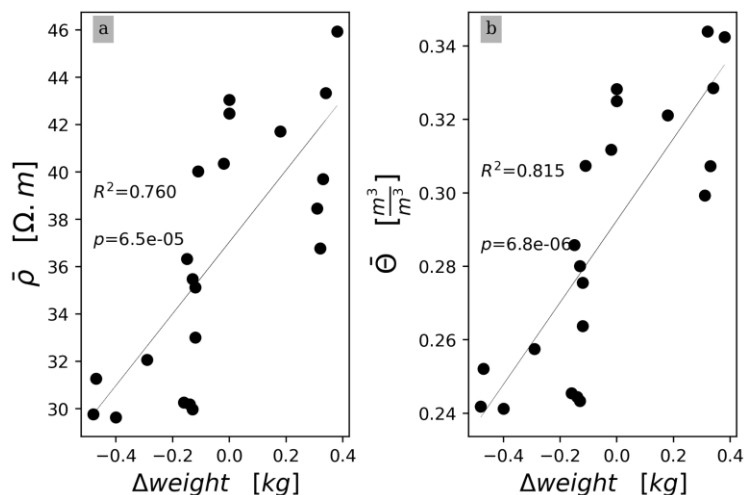 a
46
44
42
40
38
36
34
32
30
ρ̄ [Ω. m]
R²=0.760
p=6.5e-05
−0.4 −0.2 0.0 0.2 0.4
Δweight [kg]
b
0.34
0.32
0.30
0.28
0.26
0.24
Θ̄ [m³/m³]
R²=0.815
p=6.8e-06
−0.4 −0.2 0.0 0.2 0.4
Δweight [kg]